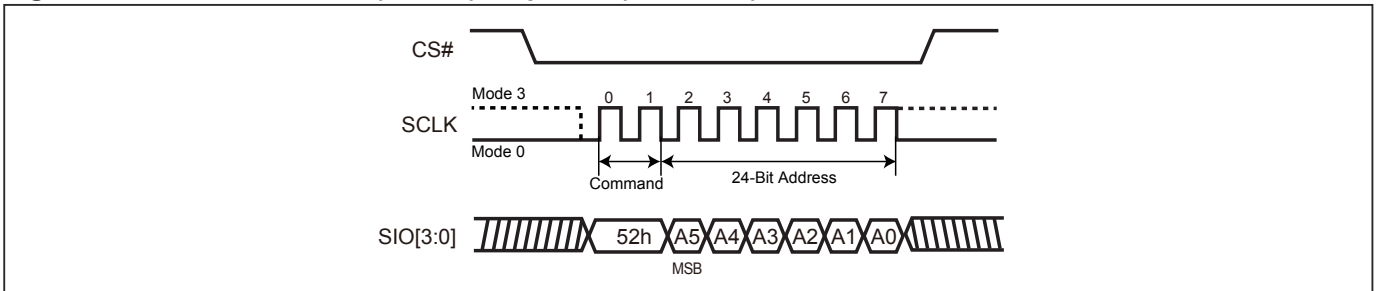 CS#
Mode 3
0 1 2 3 4 5 6 7
SCLK
Mode 0
Command
24-Bit Address
SIO[3:0]
52h A5 A4 A3 A2 A1 A0
MSB